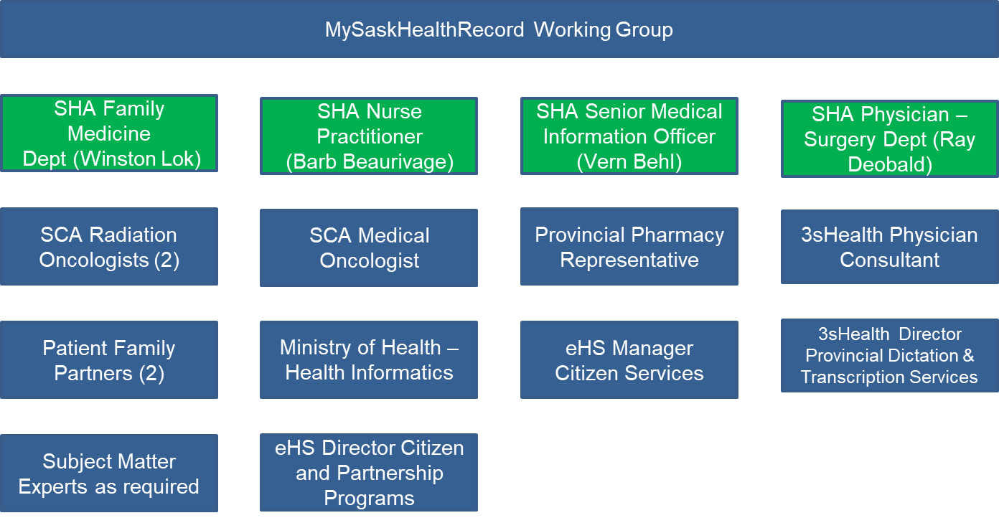 MySaskHealthRecord Working Group
SHA Family
Medicine
Dept (Winston Lok)
SHA Nurse
Practitioner
(Barb Beaurivage)
SHA Senior Medical
Information Officer
(Vern Behl)
SHA Physician –
Surgery Dept (Ray
Deobald)
SCA Radiation
Oncologists (2)
SCA Medical
Oncologist
Provincial Pharmacy
Representative
3sHealth Physician
Consultant
Patient Family
Partners (2)
Ministry of Health –
Health Informatics
eHS Manager
Citizen Services
3sHealth Director
Provincial Dictation &
Transcription Services
Subject Matter
Experts as required
eHS Director Citizen
and Partnership
Programs